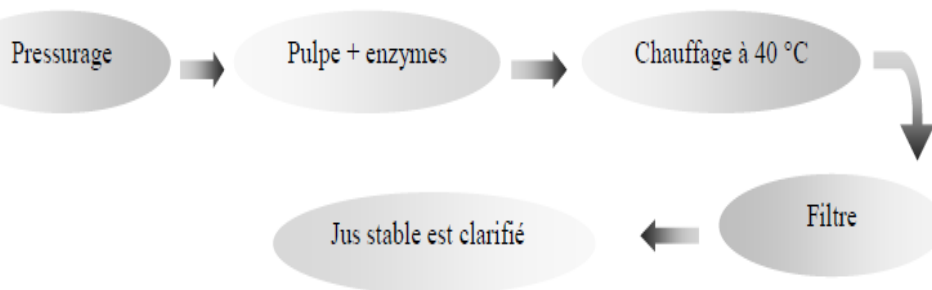 Pressurage
Pulpe + enzymes
Chauffage à 40 °C
Filtre
Jus stable est clarifié